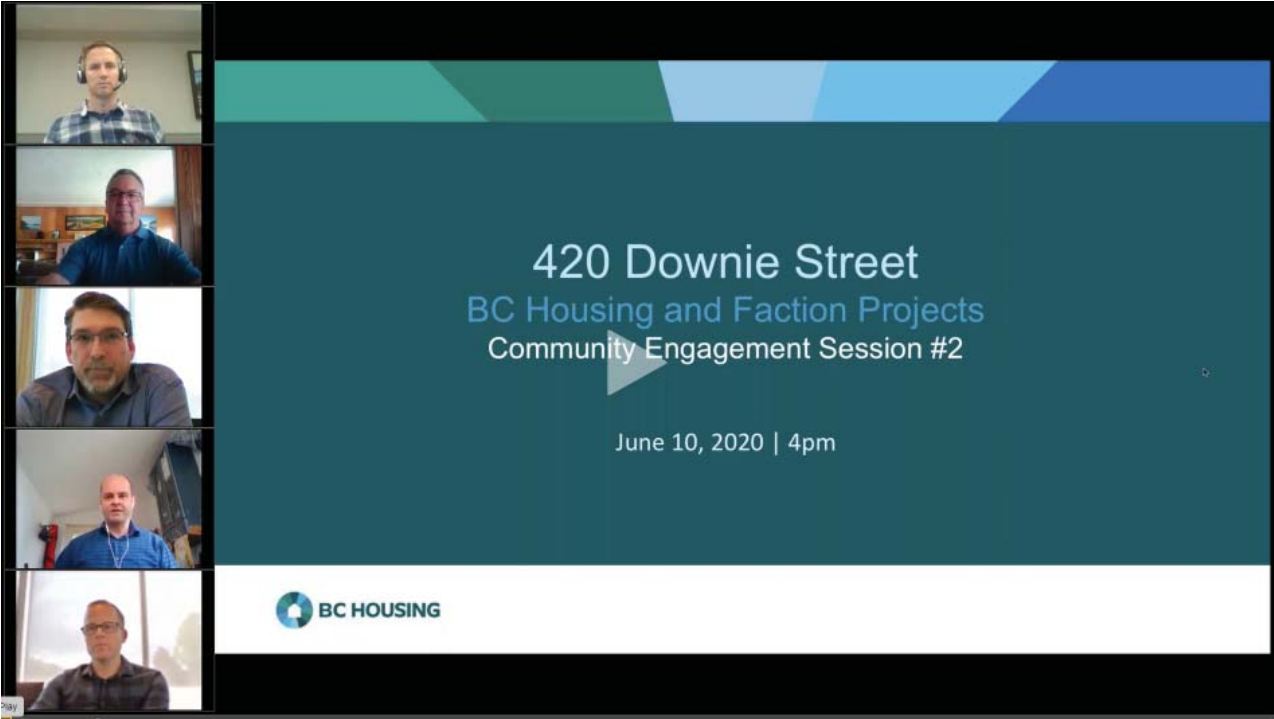 420 Downie Street
BC Housing and Faction Projects
Community Engagement Session #2
June 10, 2020 | 4pm
BC HOUSING
Play